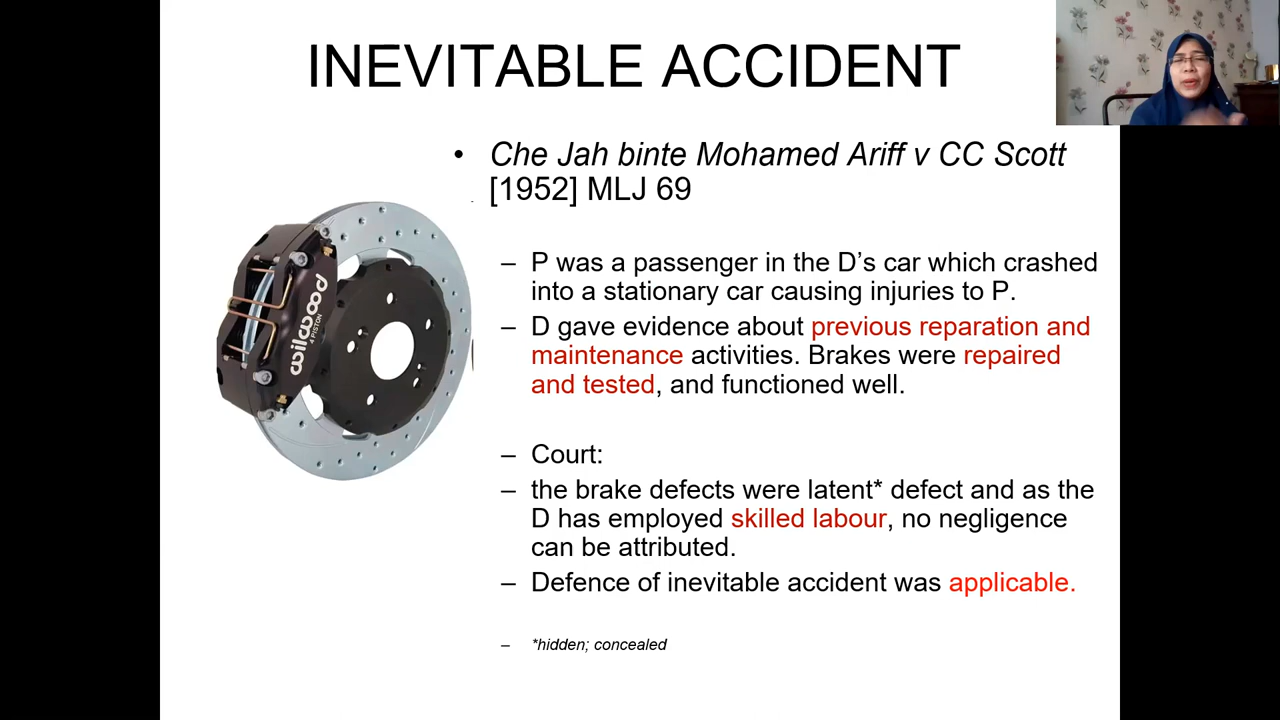 INEVITABLE ACCIDENT
• Che Jah binte Mohamed Ariff v CC Scott
[1952] MLJ 69
– P was a passenger in the D’s car which crashed
into a stationary car causing injuries to P.
– D gave evidence about previous reparation and
maintenance activities. Brakes were repaired
and tested, and functioned well.
– Court:
– the brake defects were latent* defect and as the
D has employed skilled labour, no negligence
can be attributed.
– Defence of inevitable accident was applicable.
– *hidden; concealed
wilwood
4 PISTON